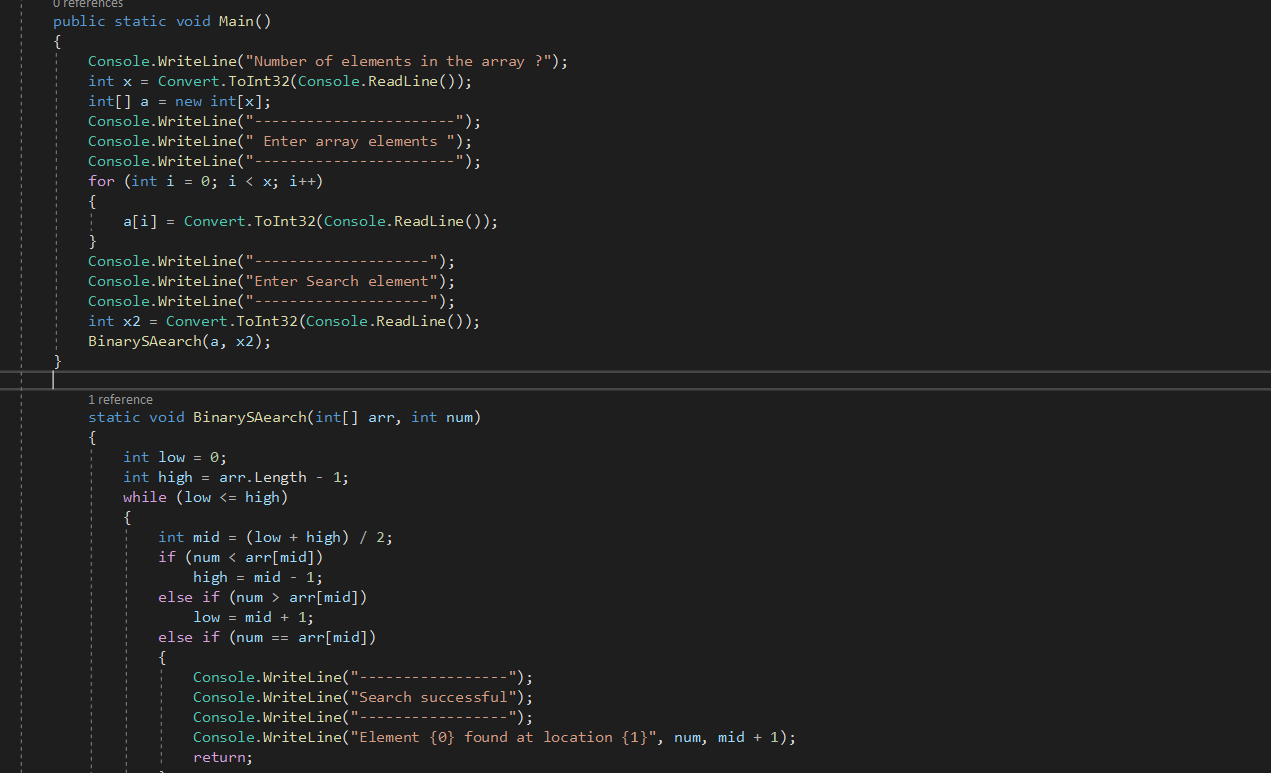 0 references
public static void Main()
{
Console.WriteLine("Number of elements in the array ?");
int x = Convert.ToInt32(Console.ReadLine());
int[] a = new int[x];
Console.WriteLine("-----------------------");
Console.WriteLine(" Enter array elements ");
Console.WriteLine("-----------------------");
for (int i = 0; i < x; i++)
{
a[i] = Convert.ToInt32(Console.ReadLine());
}
Console.WriteLine("--------------------");
Console.WriteLine("Enter Search element");
Console.WriteLine("--------------------");
int x2 = Convert.ToInt32(Console.ReadLine());
BinarySAearch(a, x2);
}
1 reference
static void BinarySAearch(int[] arr, int num)
{
int low = 0;
int high = arr.Length - 1;
while (low <= high)
{
int mid = (low + high) / 2;
if (num < arr[mid])
high = mid - 1;
else if (num > arr[mid])
low = mid + 1;
else if (num == arr[mid])
{
Console.WriteLine("-----------------");
Console.WriteLine("Search successful");
Console.WriteLine("-----------------");
Console.WriteLine("Element {0} found at location {1}", num, mid + 1);
return;